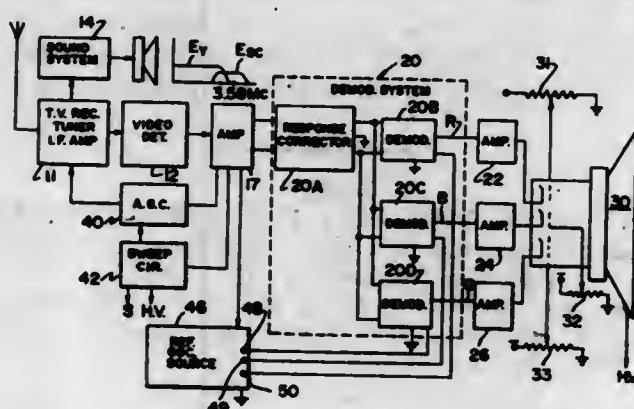 14
SOUND
SYSTEM
EY
ESC
3.58MC
20
DEMOD. SYSTEM
31
T.V. REC.
TUNER
I.F. AMP
11
VIDEO
DET.
12
AMP
17
RESPONSE
CORRECTOR
20A
20B
DEMOD.
R
AMP.
22
20C
DEMOD.
B
AMP.
24
30
A.G.C.
40
SWEEP
CIR.
42
S
H.V.
20D
DEMOD.
AMP.
26
32
33
46
REF.
OSC.
SOURCE
48
49
50